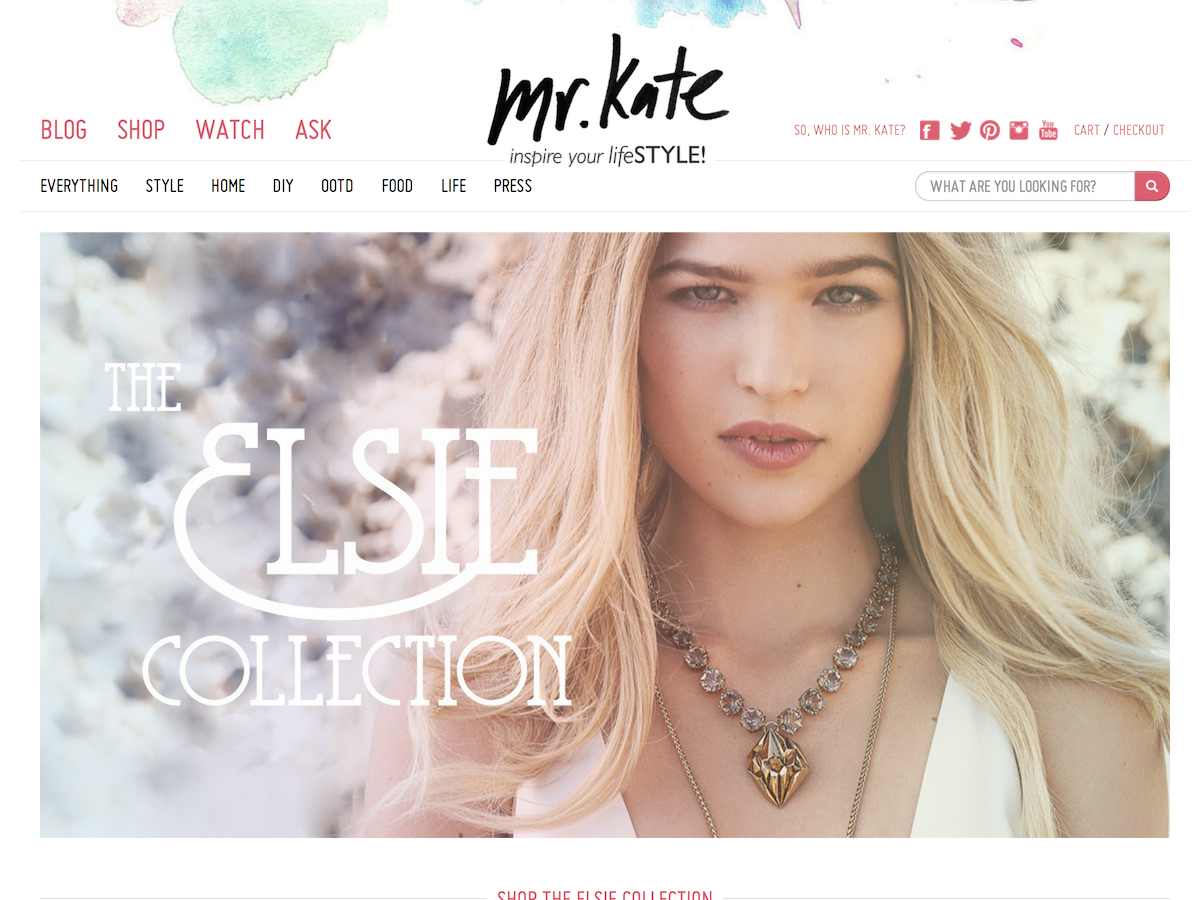 mr. kate
inspire your lifeSTYLE!
BLOG SHOP WATCH ASK
SO, WHO IS MR. KATE? You Tube CART / CHECKOUT
EVERYTHING STYLE HOME DIY OOTD FOOD LIFE PRESS
WHAT ARE YOU LOOKING FOR?
THE
ELSIE
COLLECTION
SHOP THE ELSIE COLLECTION